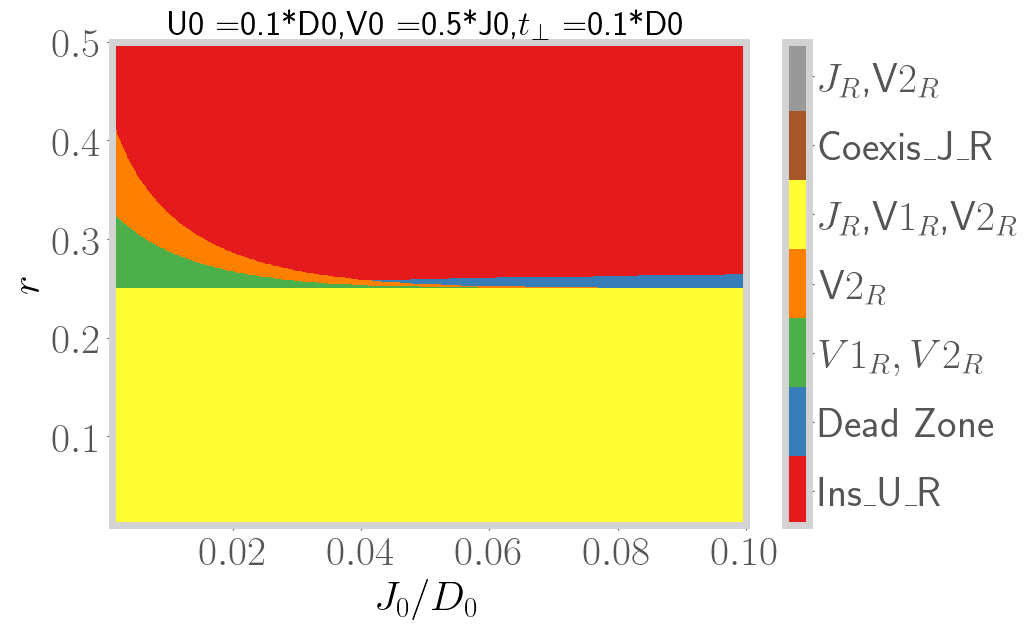 U0 =0.1*D0,V0 =0.5*J0,t⊥ =0.1*D0
0.5
0.4
0.3
0.2
0.1
r
0.02 0.04 0.06 0.08 0.10
J₀/D₀
J_R,V2_R
Coexis_J_R
J_R,V1_R,V2_R
V2_R
V1_R, V2_R
Dead Zone
Ins_U_R